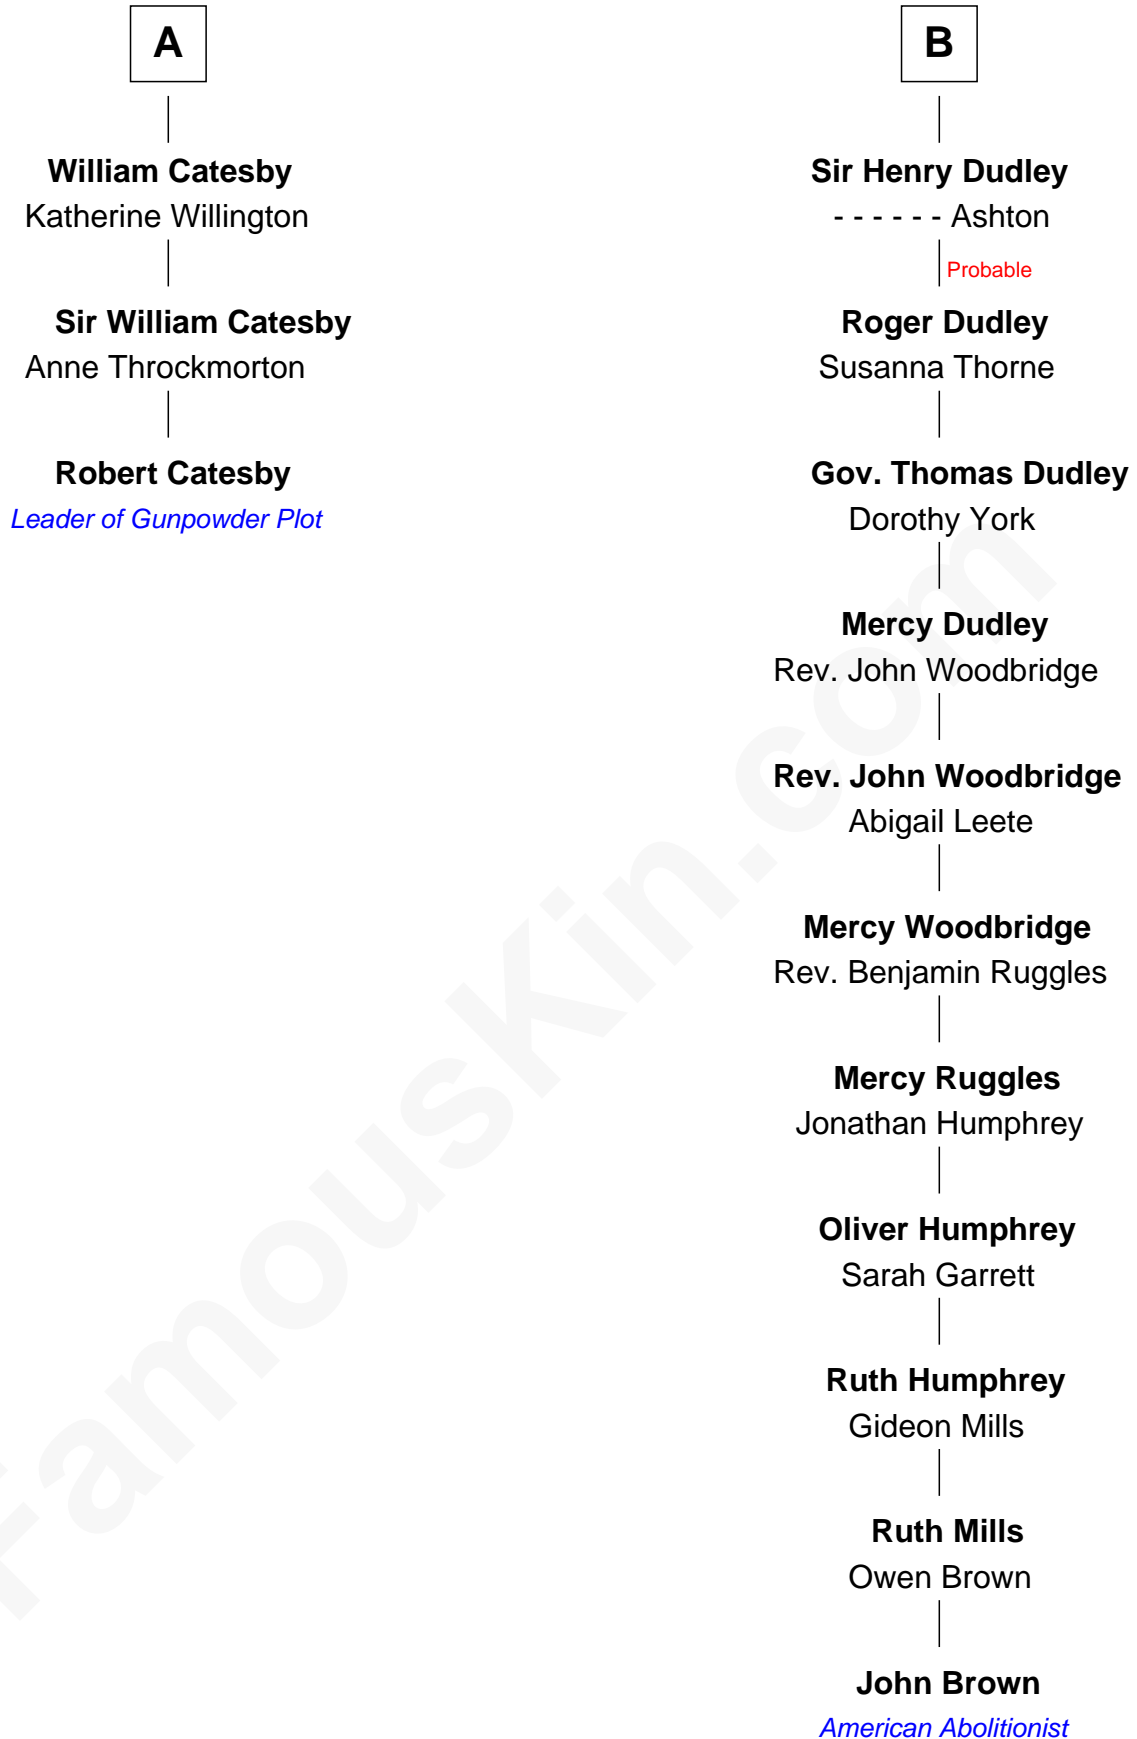 A
William Catesby
Katherine Willington
Sir William Catesby
Anne Throckmorton
Robert Catesby
Leader of Gunpowder Plot
B
Sir Henry Dudley
- - - - - - Ashton
Probable
Roger Dudley
Susanna Thorne
Gov. Thomas Dudley
Dorothy York
Mercy Dudley
Rev. John Woodbridge
Rev. John Woodbridge
Abigail Leete
Mercy Woodbridge
Rev. Benjamin Ruggles
Mercy Ruggles
Jonathan Humphrey
Oliver Humphrey
Sarah Garrett
Ruth Humphrey
Gideon Mills
Ruth Mills
Owen Brown
John Brown
American Abolitionist
FamousKin.com